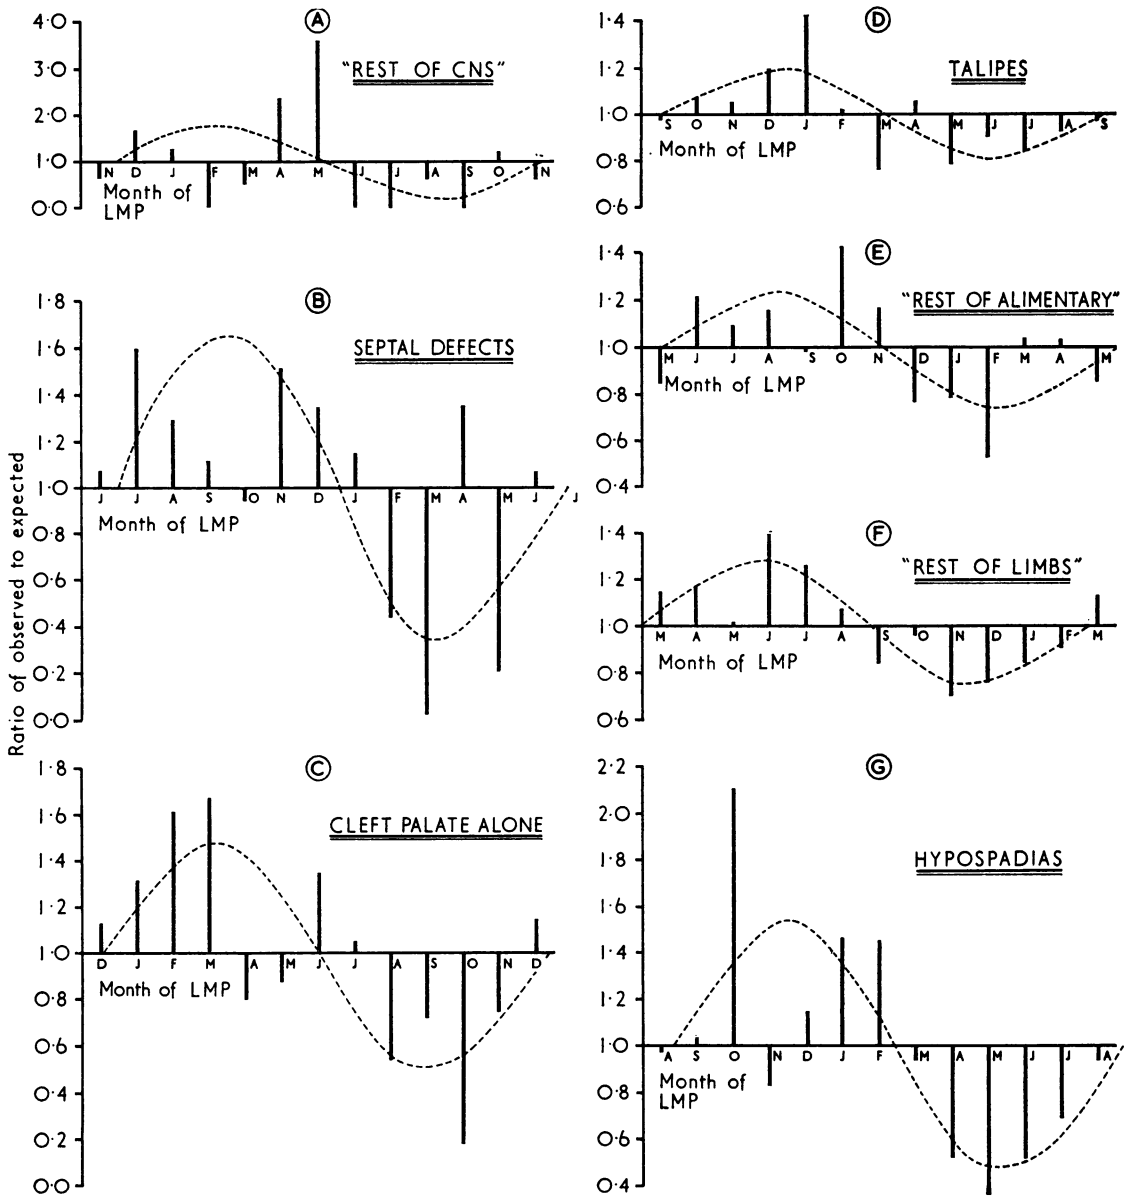 Ratio of observed to expected
A
"REST OF CNS"
4·0
3·0
2·0
1·0
0·0
N D J F M A M J J A S O N
Month of
LMP
B
SEPTAL DEFECTS
1·8
1·6
1·4
1·2
1·0
0·8
0·6
0·4
0·2
0·0
J J A S O N D J F M A M J J
Month of LMP
C
CLEFT PALATE ALONE
1·8
1·6
1·4
1·2
1·0
0·8
0·6
0·4
0·2
0·0
D J F M A M J J A S O N D
Month of LMP
D
TALIPES
1·4
1·2
1·0
0·8
0·6
S O N D J F M A M J J A S
Month of LMP
E
"REST OF ALIMENTARY"
1·4
1·2
1·0
0·8
0·6
0·4
M J J A S O N D J F M A M
Month of LMP
F
"REST OF LIMBS"
1·4
1·2
1·0
0·8
0·6
M A M J J A S O N D J F M
Month of LMP
G
HYPOSPADIAS
2·2
2·0
1·8
1·6
1·4
1·2
1·0
0·8
0·6
0·4
A S O N D J F M A M J J A
Month of
LMP